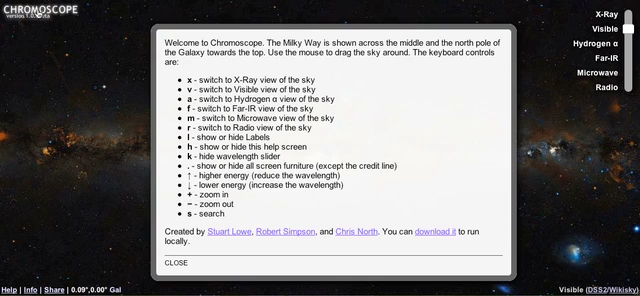 CHROMOSCOPE
X-Ray
Visible
Hydrogen α
Far-IR
Microwave
Radio
Welcome to Chromoscope. The Milky Way is shown across the middle and the north pole of
the Galaxy towards the top. Use the mouse to drag the sky around. The keyboard controls
are:
x - switch to X-Ray view of the sky
v - switch to Visible view of the sky
a - switch to Hydrogen α view of the sky
f - switch to Far-IR view of the sky
m - switch to Microwave view of the sky
r - switch to Radio view of the sky
l - show or hide Labels
h - show or hide this help screen
k - hide wavelength slider
. - show or hide all screen furniture (except the credit line)
↑ - higher energy (reduce the wavelength)
↓ - lower energy (increase the wavelength)
+ - zoom in
− - zoom out
s - search
Created by Stuart Lowe, Robert Simpson, and Chris North. You can download it to run
locally.
CLOSE
Help | Info | Share | 0.09°,0.00° Gal
Visible (DSS2/Wikisky)